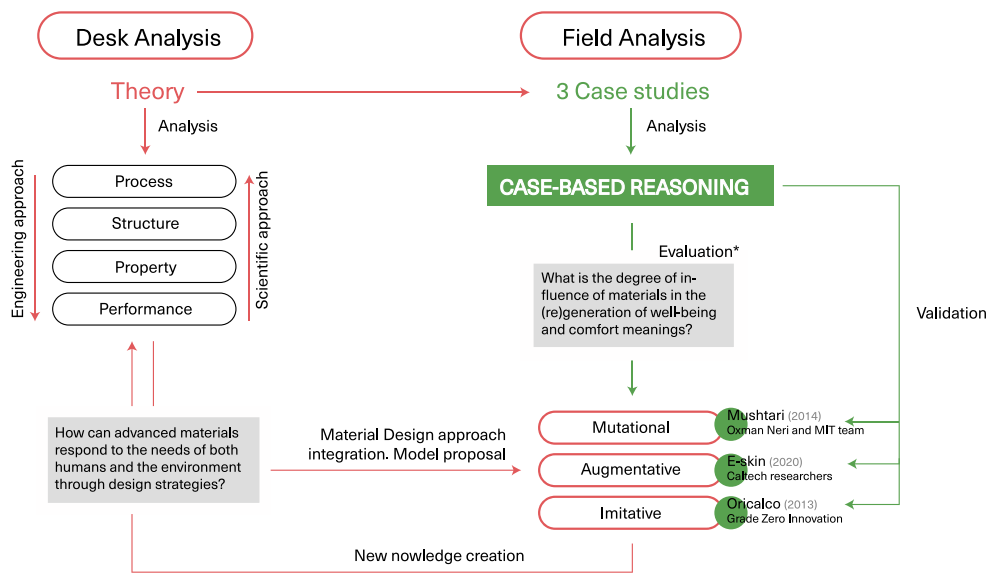 Desk Analysis
Field Analysis
Theory
3 Case studies
Analysis
Analysis
Engineering approach
Process
Structure
Property
Performance
Scientific approach
CASE-BASED REASONING
Evaluation*
What is the degree of in-
fluence of materials in the
(re)generation of well-being
and comfort meanings?
Validation
How can advanced materials
respond to the needs of both
humans and the environment
through design strategies?
Material Design approach
integration. Model proposal
Mutational
Mushtari (2014)
Oxman Neri and MIT team
Augmentative
E-skin (2020)
Caltech researchers
Imitative
Oricalco (2013)
Grade Zero Innovation
New nowledge creation